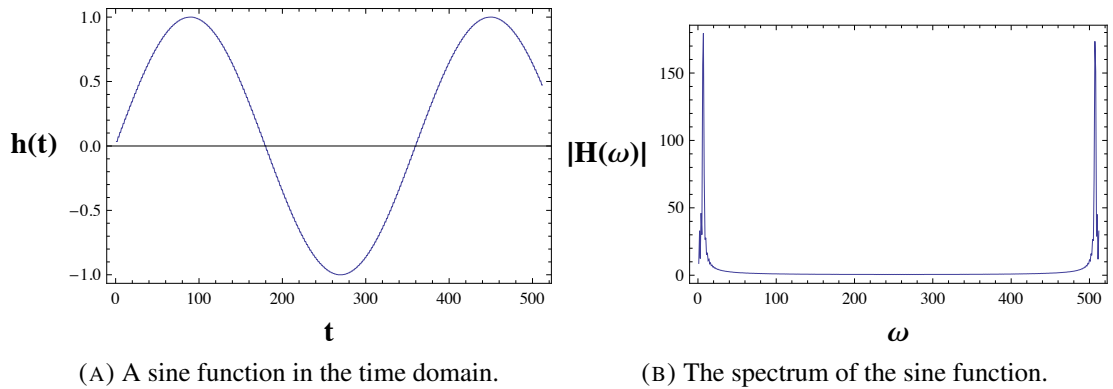 1.0
0.5
h(t)
0.0
−0.5
−1.0
0 100 200 300 400 500
t
(A) A sine function in the time domain.
150
|H(ω)|
100
50
0
0 100 200 300 400 500
ω
(B) The spectrum of the sine function.